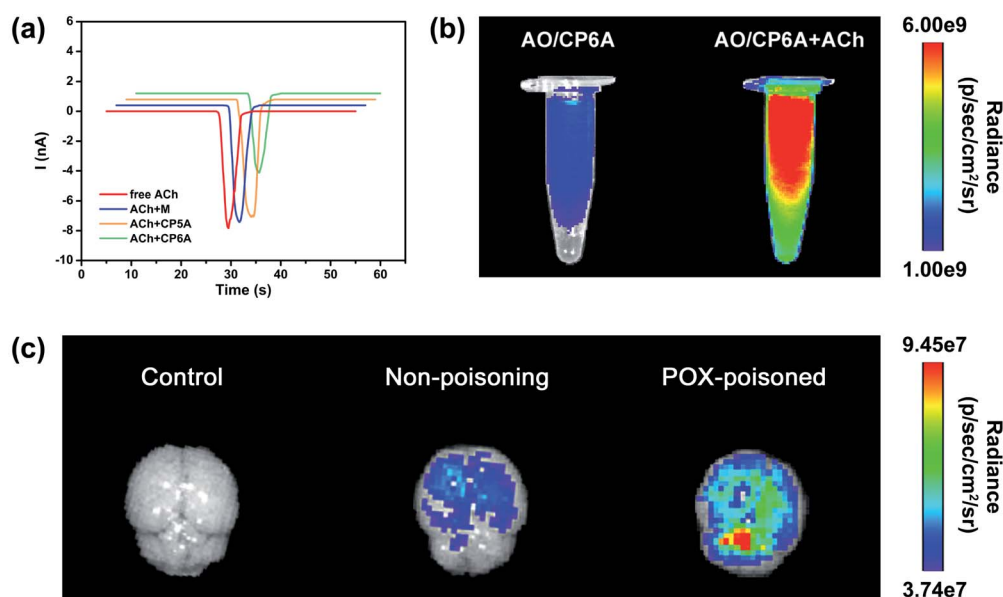 (a)
6
4
2
0
-2
-4
-6
-8
-10
I (nA)
free ACh
ACh+M
ACh+CP5A
ACh+CP6A
0 10 20 30 40 50 60
Time (s)
(b)
AO/CP6A
AO/CP6A+ACh
6.00e9
Radiance
(p/sec/cm²/sr)
1.00e9
(c)
Control
Non-poisoning
POX-poisoned
9.45e7
Radiance
(p/sec/cm²/sr)
3.74e7